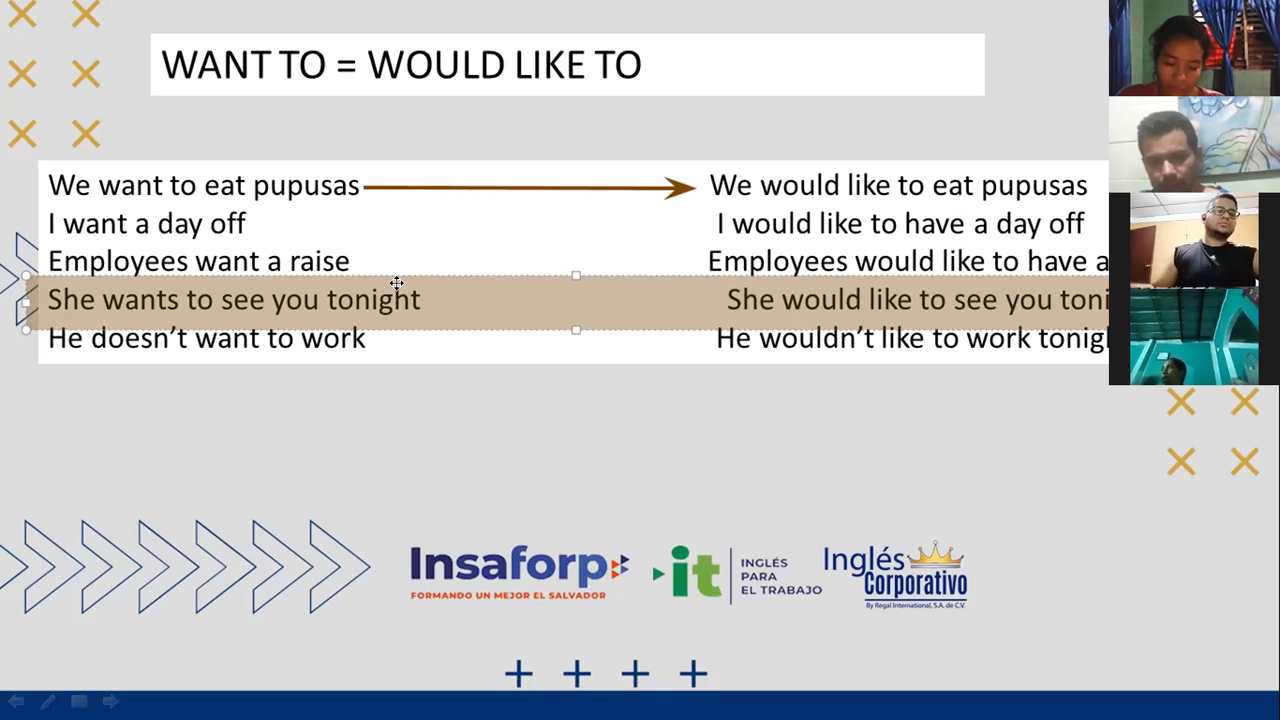 WANT TO = WOULD LIKE TO
We want to eat pupusas We would like to eat pupusas
I want a day off I would like to have a day off
Employees want a raise Employees would like to have a
She wants to see you tonight She would like to see you
He doesn’t want to work He wouldn’t like to work
Insaforp
FORMANDO UN MEJOR EL SALVADOR
it
INGLÉS
PARA
EL TRABAJO
Inglés
Corporativo
By Regal International, S.A. de C.V.